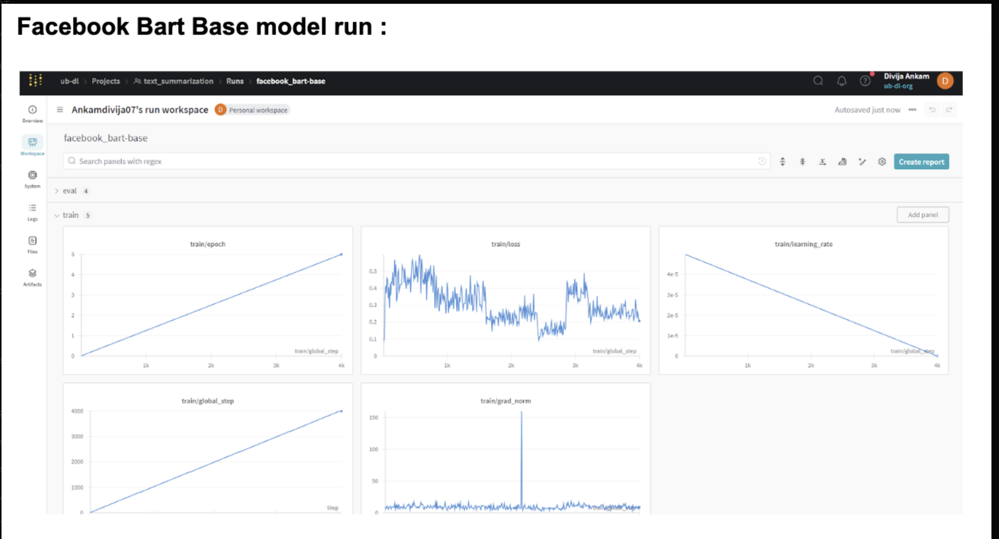 Facebook Bart Base model run :
ub-dl > Projects > text_summarization > Runs > facebook_bart-base
Divija Ankam
ub-dl-org
D
Ankamdivija07's run workspace D Personal workspace
Autosaved just now
Overview
Workspace
System
Logs
Files
Artifacts
facebook_bart-base
Search panels with regex
Create report
eval 4
train 5
Add panel
train/epoch
5
4
3
2
1
0
1k 2k 3k 4k
train/global_step
train/loss
0.5
0.4
0.3
0.2
0.1
0
1k 2k 3k 4k
train/global_step
train/learning_rate
4e-5
3e-5
2e-5
1e-5
0
1k 2k 3k 4k
train/global_step
train/global_step
4000
3000
2000
1000
0
Step
train/grad_norm
150
100
50
0
train/global_step